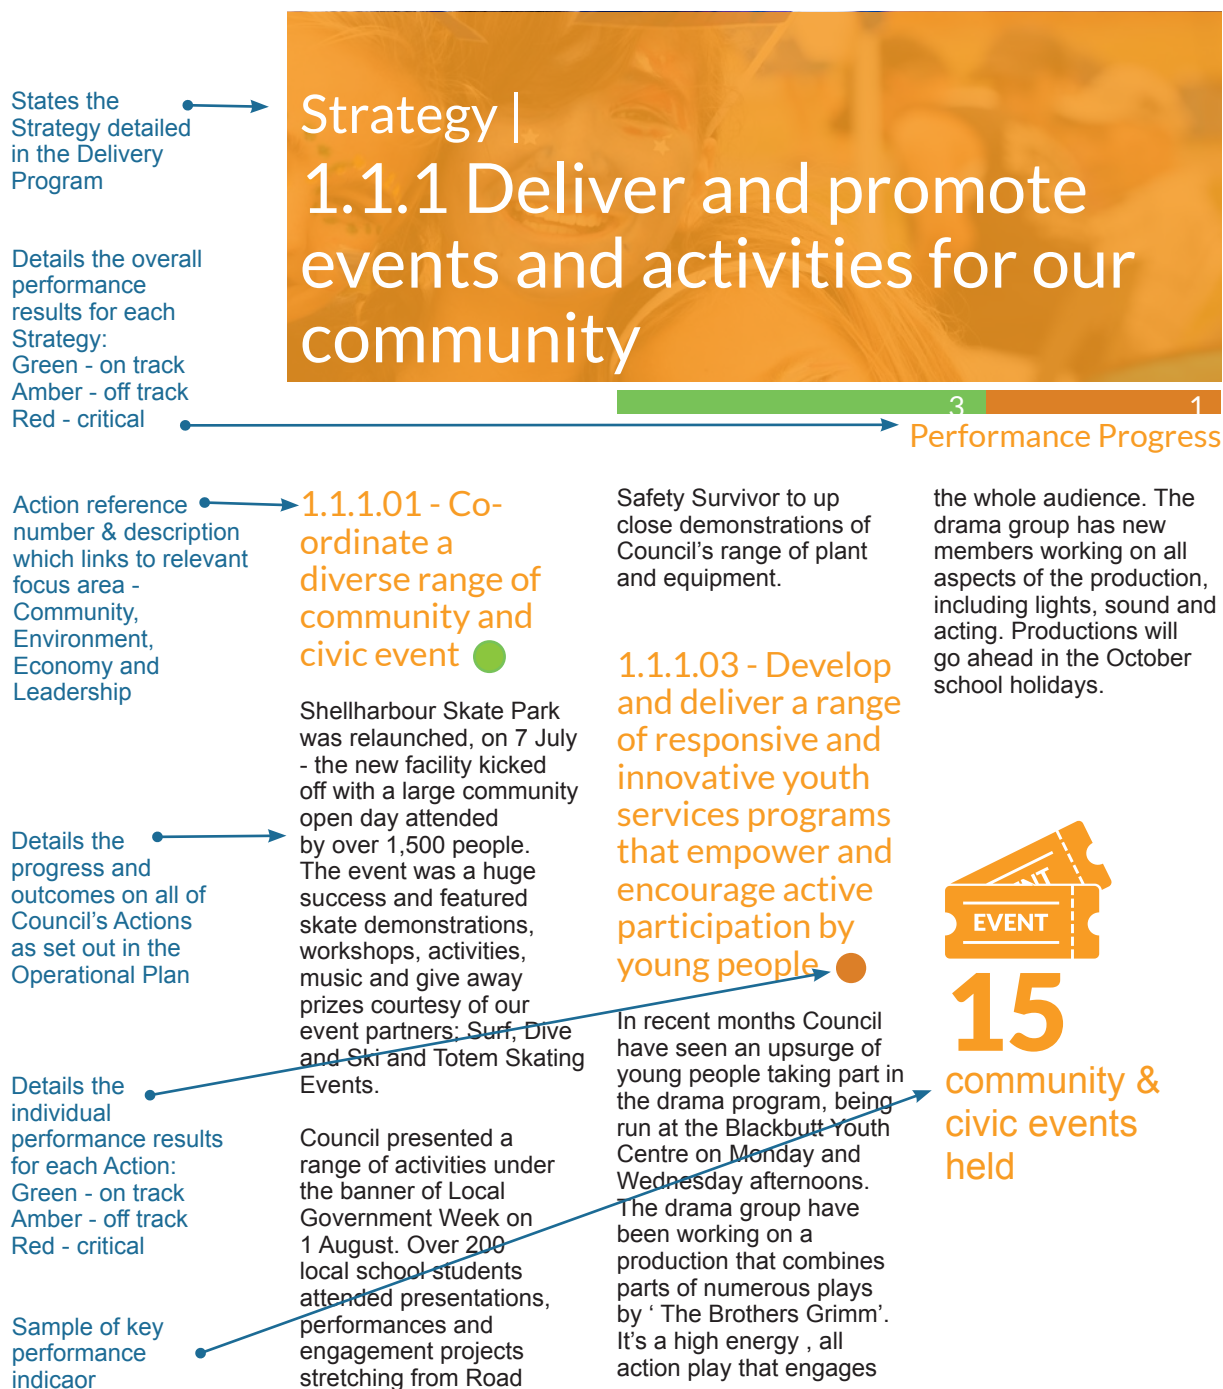 States the
Strategy detailed
in the Delivery
Program
Details the overall
performance
results for each
Strategy:
Green - on track
Amber - off track
Red - critical
Action reference
number & description
which links to relevant
focus area -
Community,
Environment,
Economy and
Leadership
Details the
progress and
outcomes on all of
Council's Actions
as set out in the
Operational Plan
Details the
individual
performance results
for each Action:
Green - on track
Amber - off track
Red - critical
Sample of key
performance
indicaor
Strategy |
1.1.1 Deliver and promote
events and activities for our
community
3 1
Performance Progress
1.1.1.01 - Co-
ordinate a
diverse range of
community and
civic event
Shellharbour Skate Park
was relaunched, on 7 July
- the new facility kicked
off with a large community
open day attended
by over 1,500 people.
The event was a huge
success and featured
skate demonstrations,
workshops, activities,
music and give away
prizes courtesy of our
event partners; Surf, Dive
and Ski and Totem Skating
Events.
Council presented a
range of activities under
the banner of Local
Government Week on
1 August. Over 200
local school students
attended presentations,
performances and
engagement projects
stretching from Road
Safety Survivor to up
close demonstrations of
Council's range of plant
and equipment.
1.1.1.03 - Develop
and deliver a range
of responsive and
innovative youth
services programs
that empower and
encourage active
participation by
young people
In recent months Council
have seen an upsurge of
young people taking part in
the drama program, being
run at the Blackbutt Youth
Centre on Monday and
Wednesday afternoons.
The drama group have
been working on a
production that combines
parts of numerous plays
by ‘ The Brothers Grimm’.
It's a high energy , all
action play that engages
the whole audience. The
drama group has new
members working on all
aspects of the production,
including lights, sound and
acting. Productions will
go ahead in the October
school holidays.
EVENT
15
community &
civic events
held